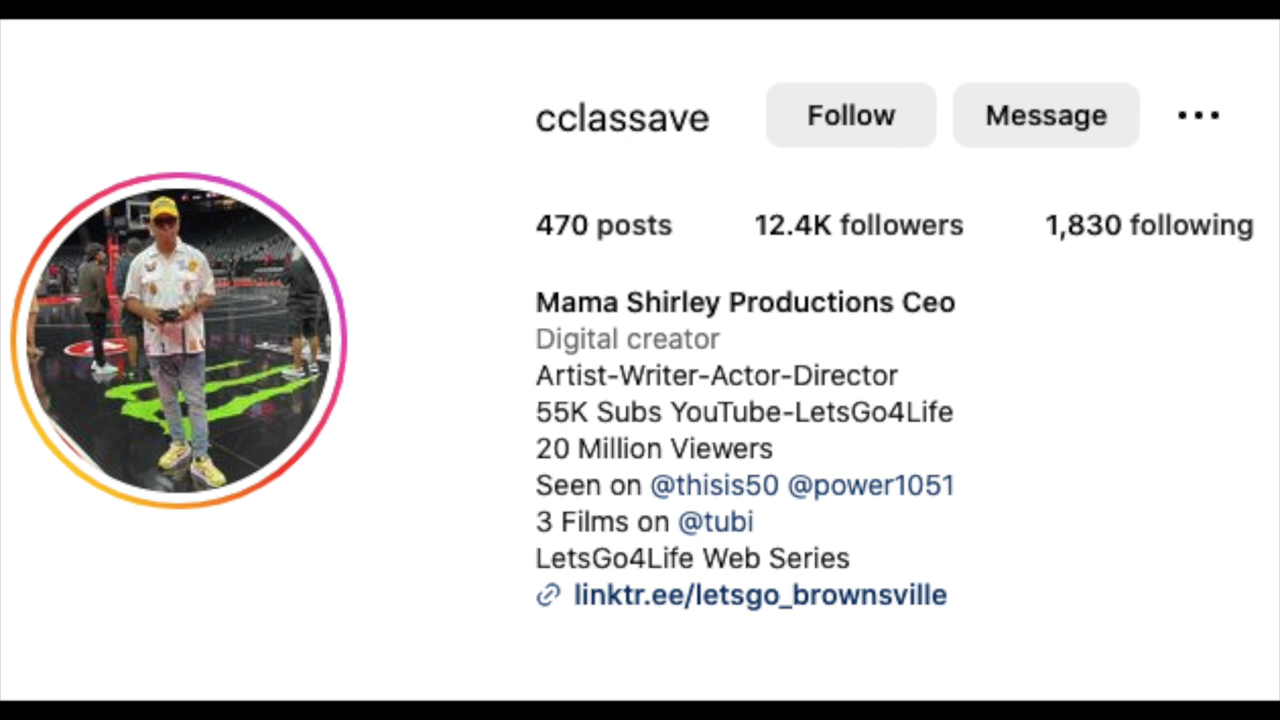 cclassave Follow Message
470 posts 12.4K followers 1,830 following
Mama Shirley Productions Ceo
Digital creator
Artist-Writer-Actor-Director
55K Subs YouTube-LetsGo4Life
20 Million Viewers
Seen on @thisis50 @power1051
3 Films on @tubi
LetsGo4Life Web Series
linktr.ee/letsgo_brownsville